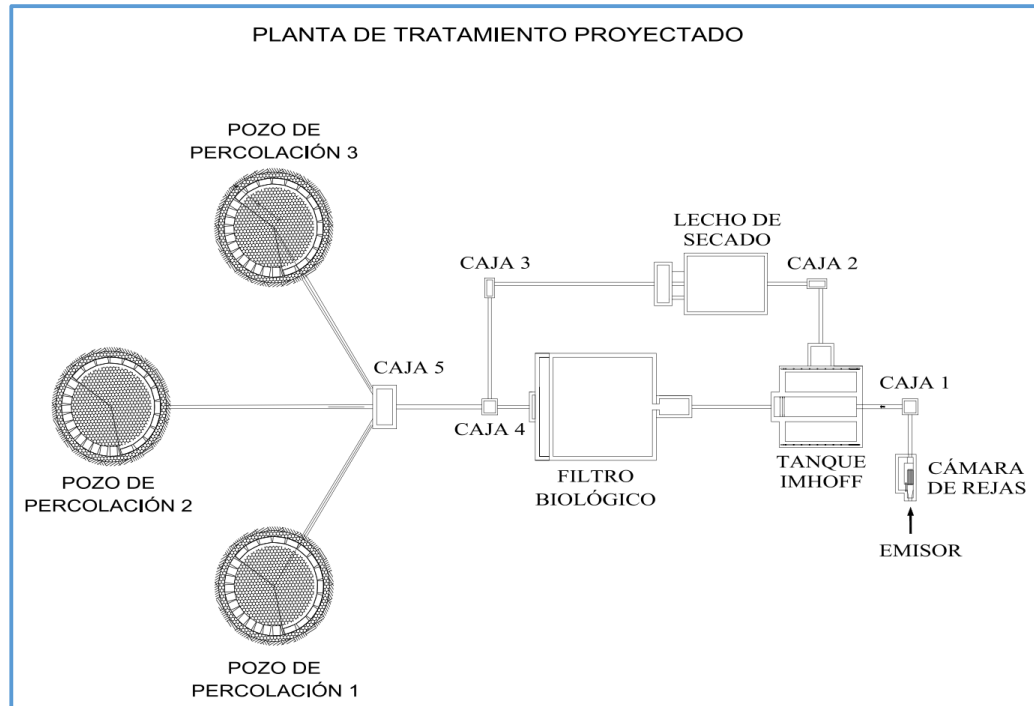 PLANTA DE TRATAMIENTO PROYECTADO
POZO DE
PERCOLACIÓN 3
LECHO DE
SECADO
CAJA 3
CAJA 2
CAJA 5
CAJA 1
CAJA 4
POZO DE
PERCOLACIÓN 2
FILTRO
BIOLÓGICO
TANQUE
IMHOFF
CÁMARA
DE REJAS
EMISOR
POZO DE
PERCOLACIÓN 1